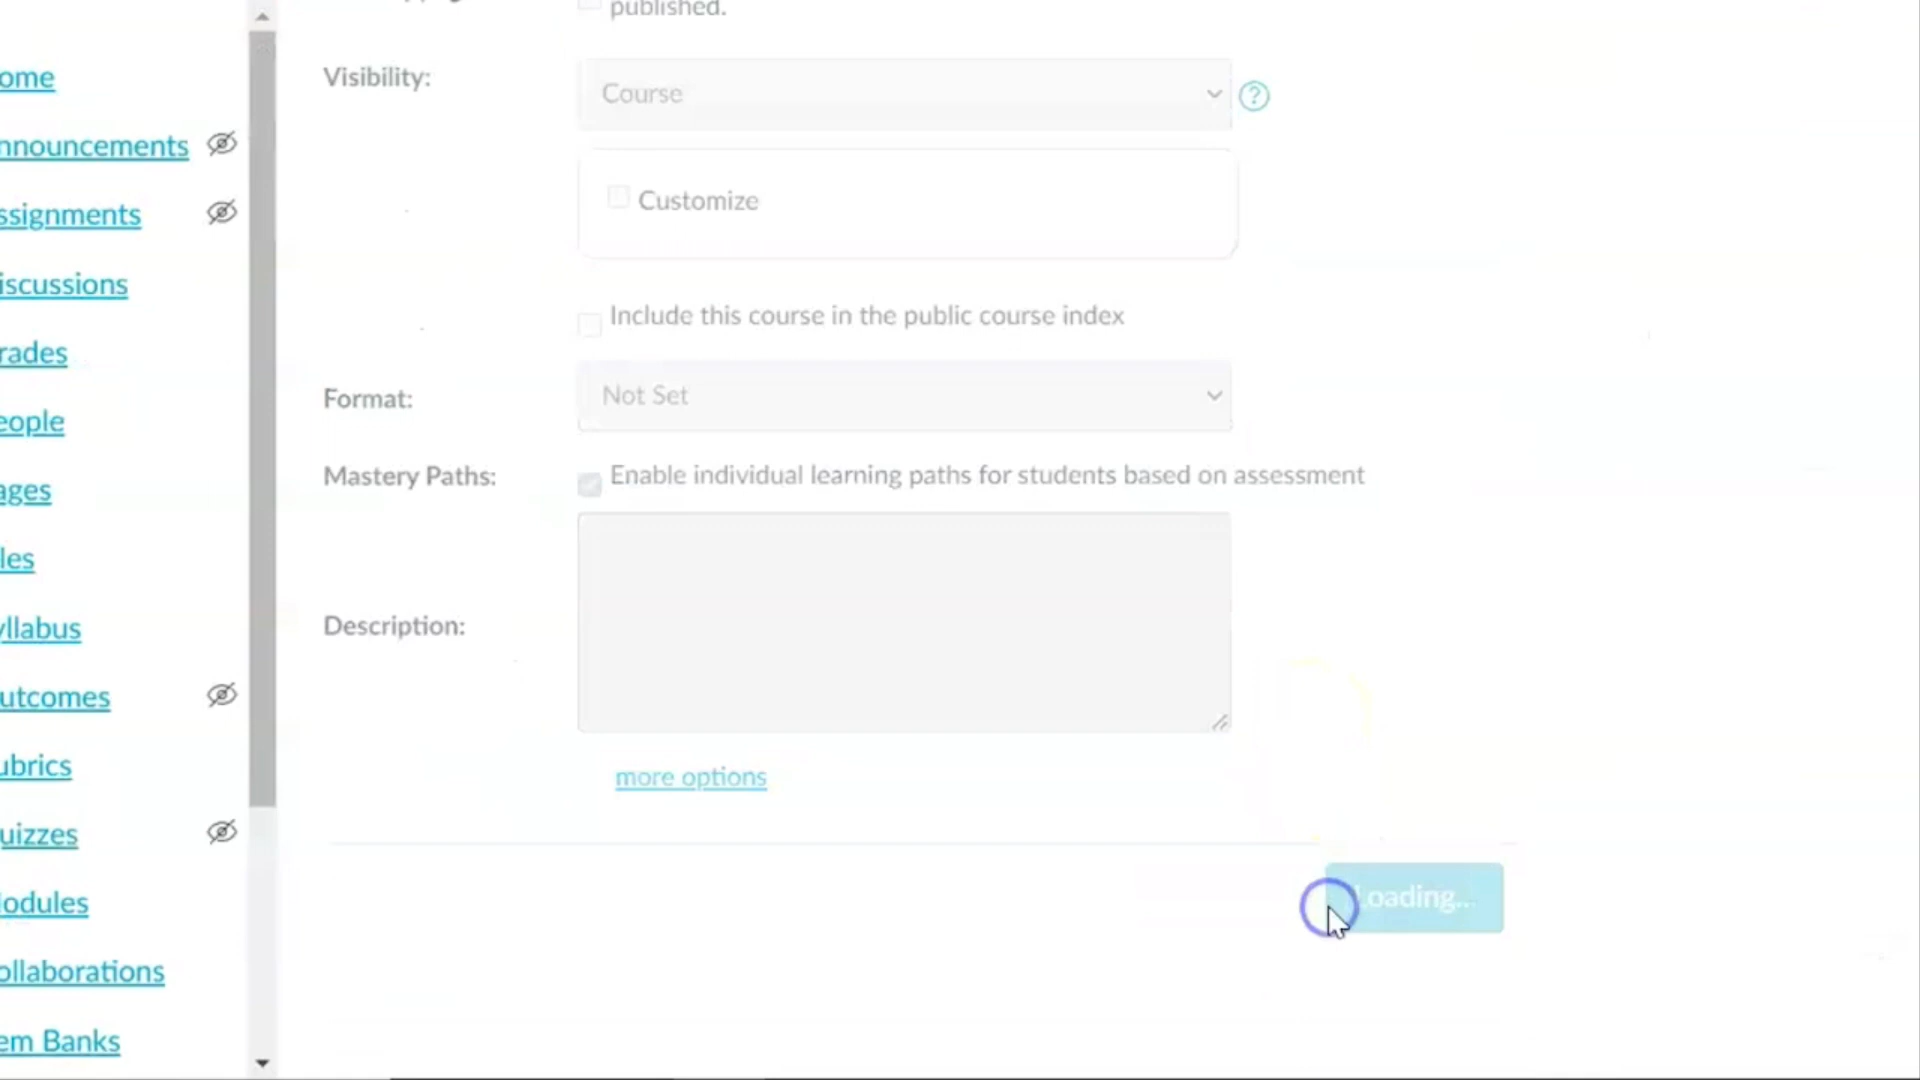 ome
nnouncements
ssignments
iscussions
rades
eople
ages
les
yllabus
utcomes
ubrics
uizzes
odules
ollaborations
em Banks
published.
Visibility:
Course
?
Customize
Include this course in the public course index
Format:
Not Set
Mastery Paths:
Enable individual learning paths for students based on assessment
Description:
more options
Loading...